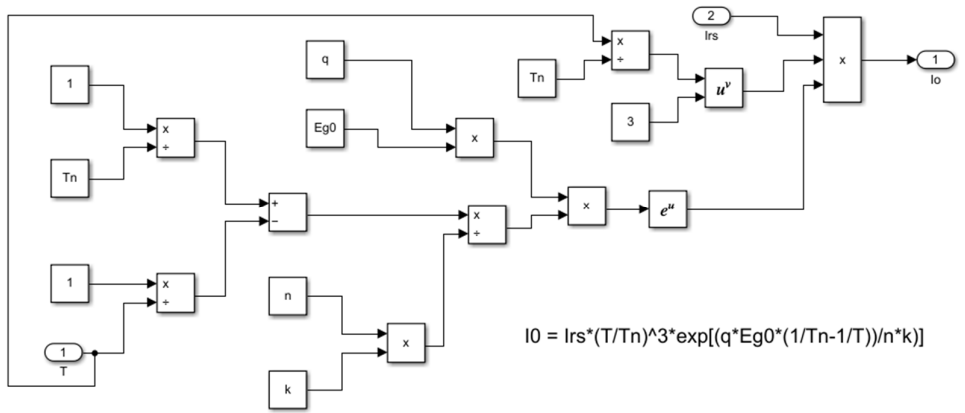 2
Irs
x
÷
q
1
Io
Tn
u^v
x
1
3
x
÷
Eg0
x
Tn
+
−
x
÷
x
e^u
1
x
÷
n
x
I0 = Irs*(T/Tn)^3*exp[(q*Eg0*(1/Tn-1/T))/n*k)]
1
T
k